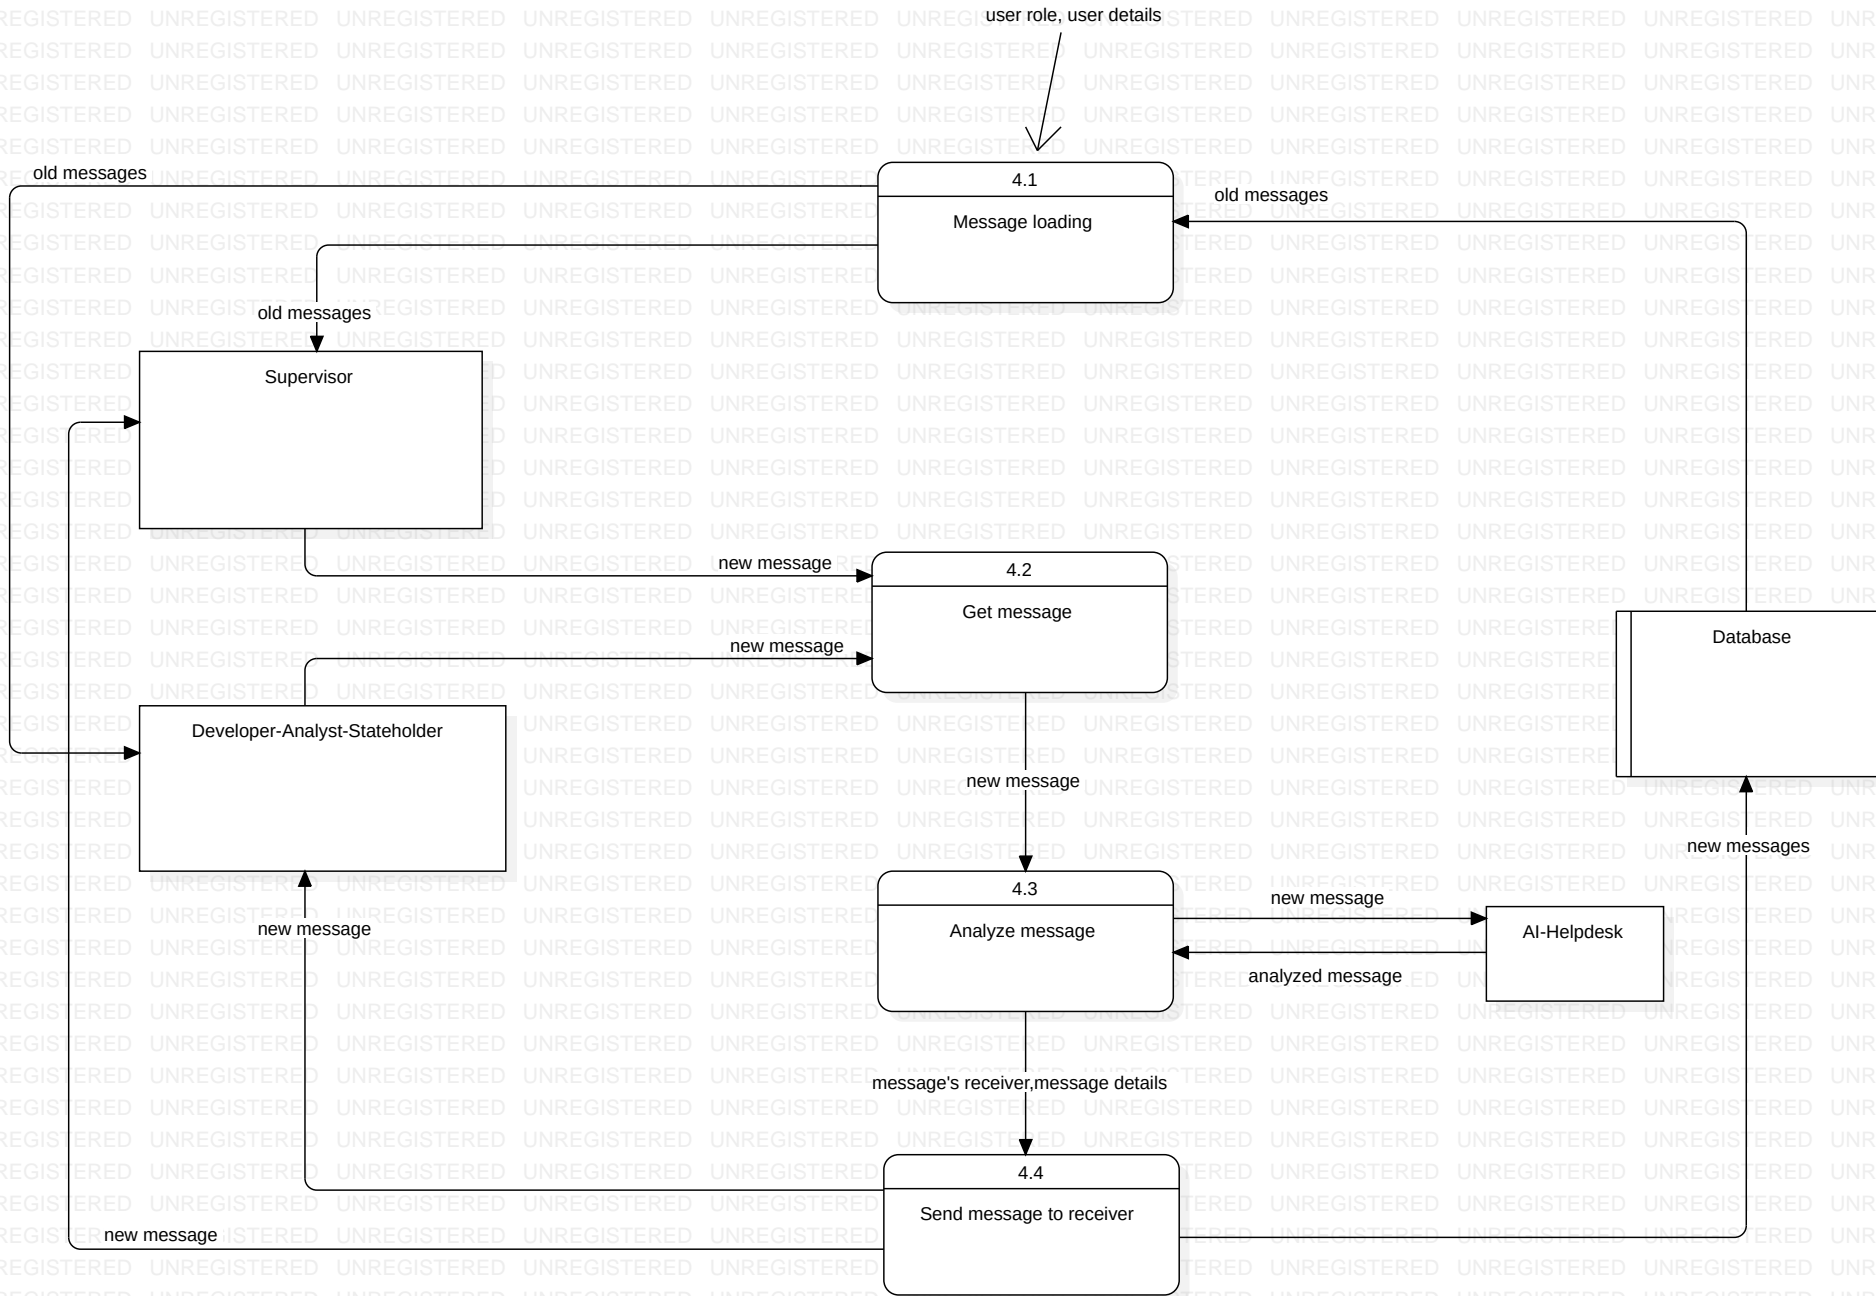 user role, user details
old messages
4.1
old messages
Message loading
old messages
Supervisor
new message
4.2
Get message
new message
Database
Developer-Analyst-Stateholder
new message
new messages
4.3
new message
new message
Analyze message
AI-Helpdesk
analyzed message
message's receiver,message details
4.4
Send message to receiver
new message
UNREGISTERED